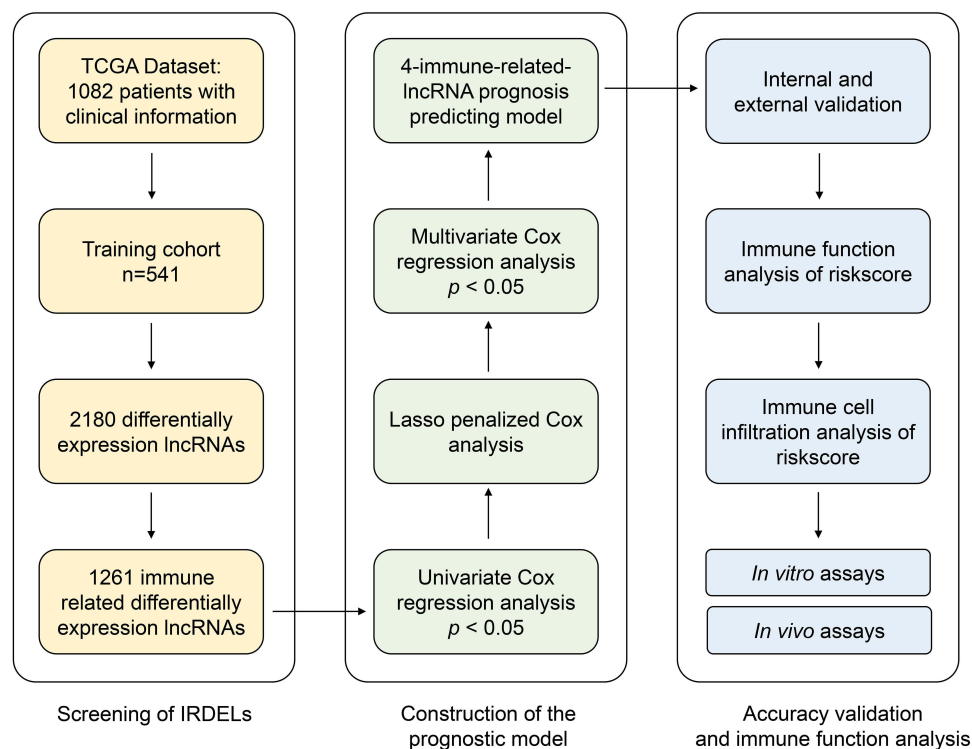 TCGA Dataset:
1082 patients with
clinical information
Training cohort
n=541
2180 differentially
expression lncRNAs
1261 immune
related differentially
expression lncRNAs
Screening of IRDELs
4-immune-related-
lncRNA prognosis
predicting model
Multivariate Cox
regression analysis
p < 0.05
Lasso penalized Cox
analysis
Univariate Cox
regression analysis
p < 0.05
Construction of the
prognostic model
Internal and
external validation
Immune function
analysis of riskscore
Immune cell
infiltration analysis of
riskscore
In vitro assays
In vivo assays
Accuracy validation
and immune function analysis